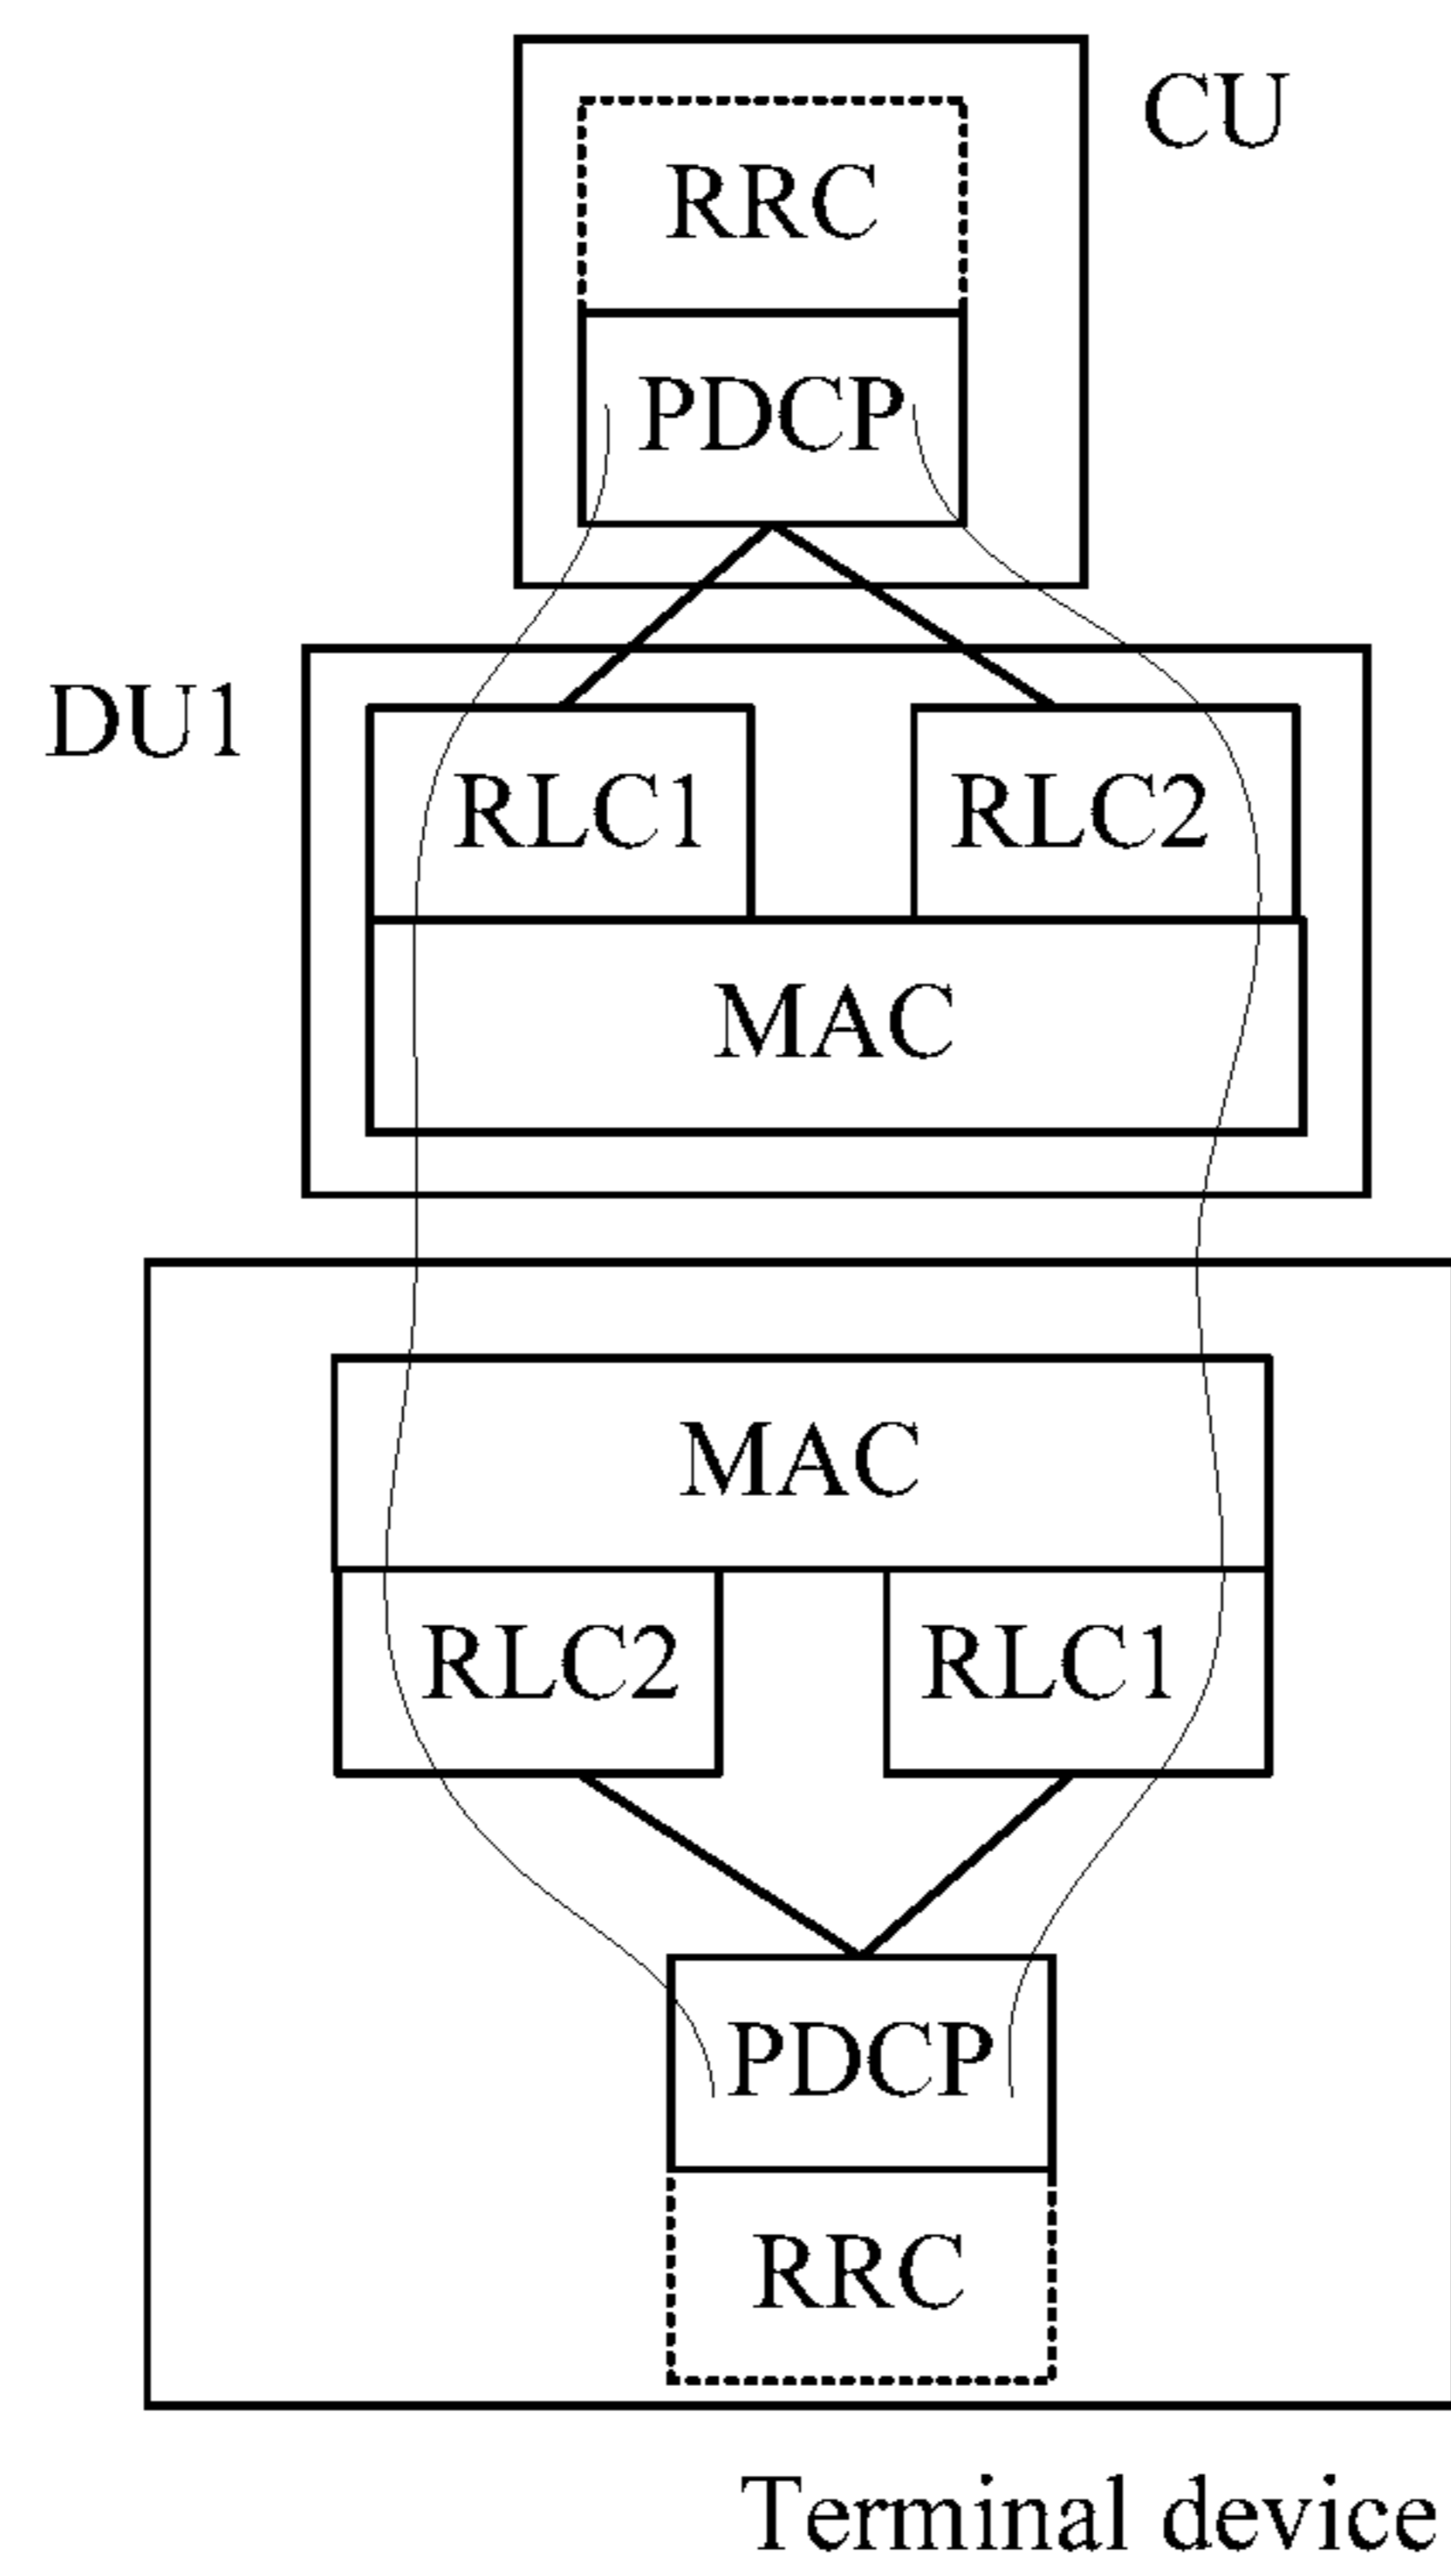 CU
RRC
PDCP
DU1
RLC1 RLC2
MAC
MAC
RLC2 RLC1
PDCP
RRC
Terminal device